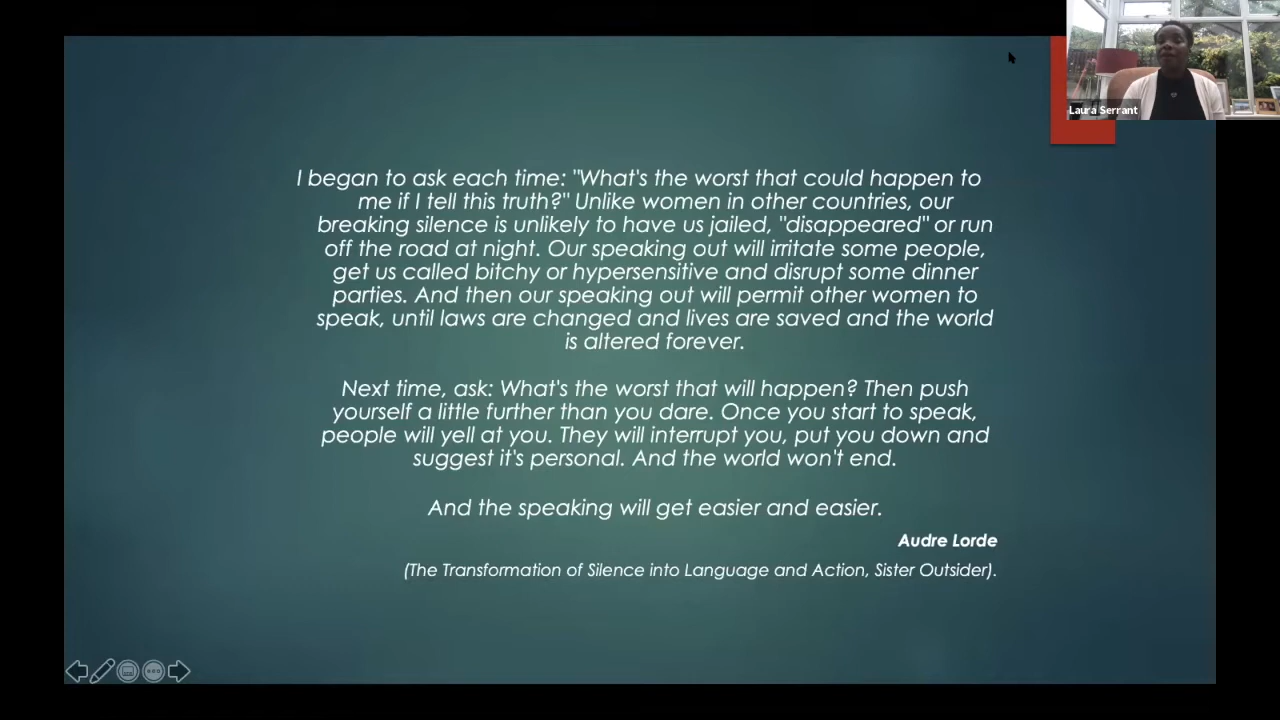 Laura Serrant
I began to ask each time: "What's the worst that could happen to
me if I tell this truth?" Unlike women in other countries, our
breaking silence is unlikely to have us jailed, "disappeared" or run
off the road at night. Our speaking out will irritate some people,
get us called bitchy or hypersensitive and disrupt some dinner
parties. And then our speaking out will permit other women to
speak, until laws are changed and lives are saved and the world
is altered forever.
Next time, ask: What's the worst that will happen? Then push
yourself a little further than you dare. Once you start to speak,
people will yell at you. They will interrupt you, put you down and
suggest it's personal. And the world won't end.
And the speaking will get easier and easier.
Audre Lorde
(The Transformation of Silence into Language and Action, Sister Outsider).